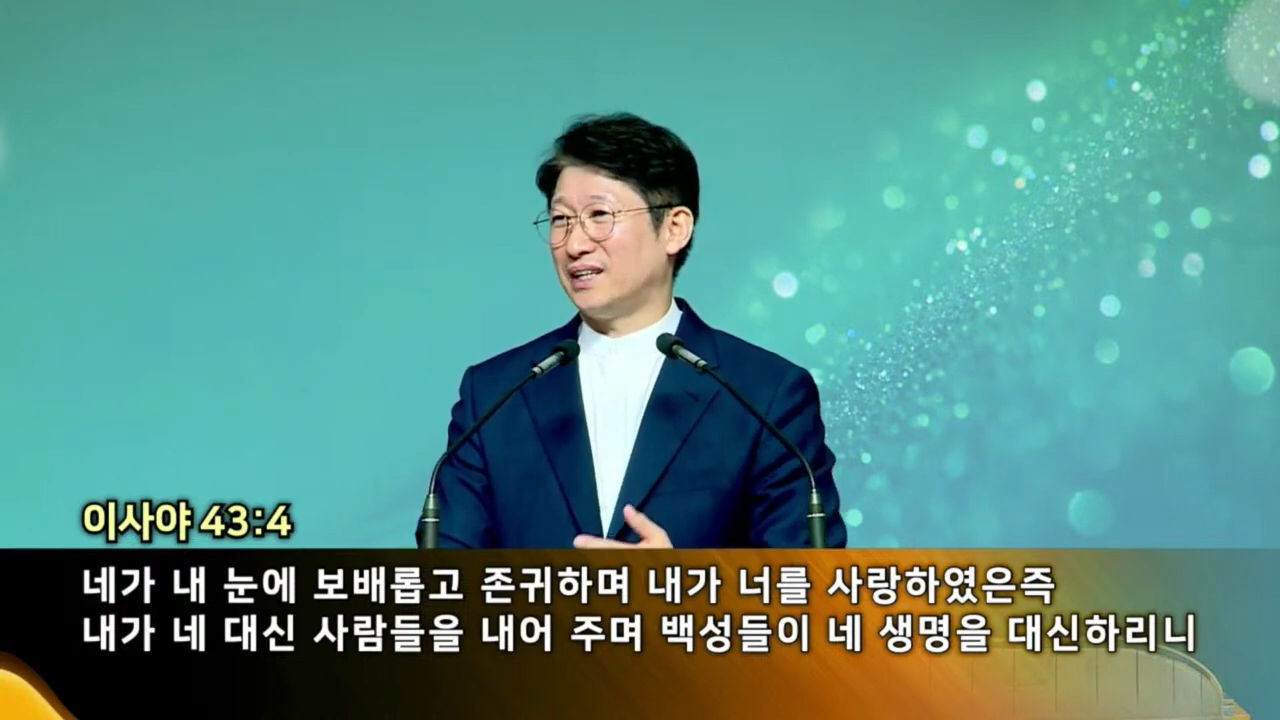 이사야 43:4
네가 내 눈에 보배롭고 존귀하며 내가 너를 사랑하였은즉
내가 네 대신 사람들을 내어 주며 백성들이 네 생명을 대신하리니